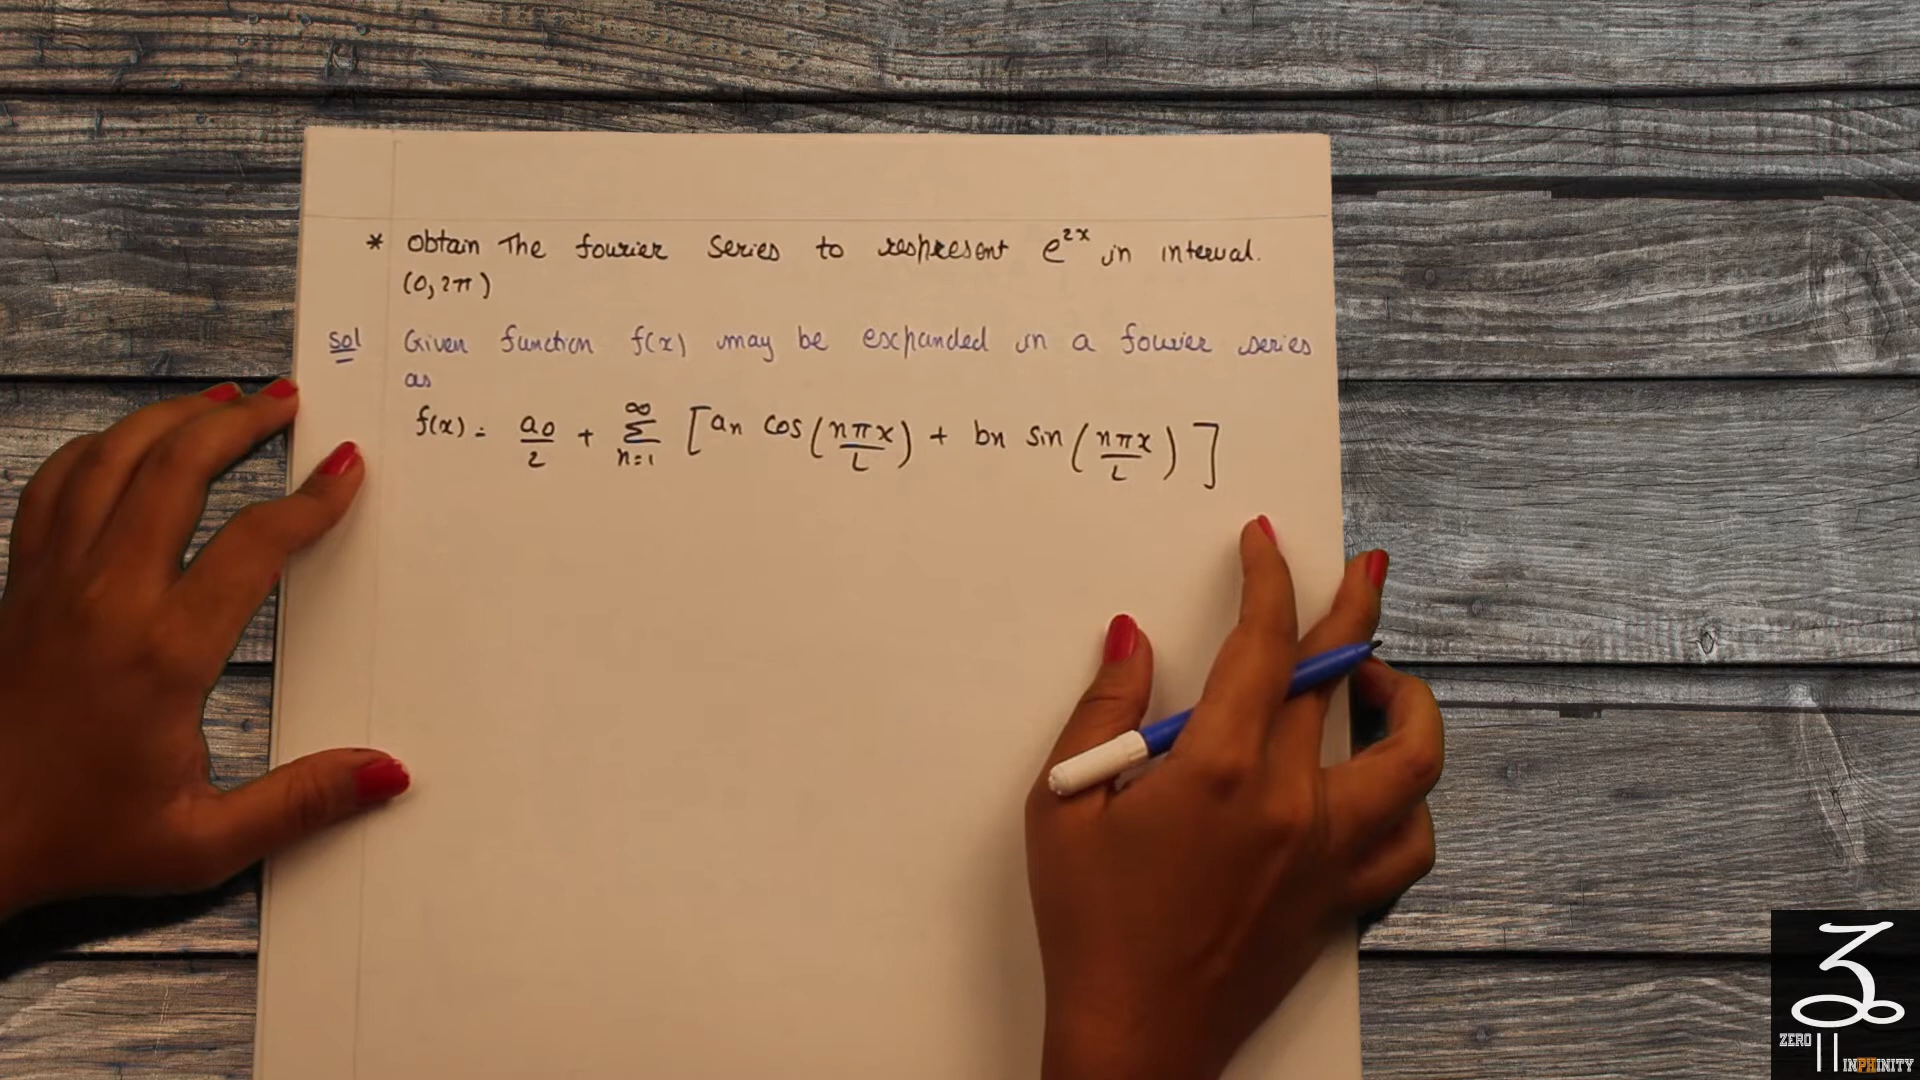 * obtain The fourier series to respresent e^{2x} in interval.
(0, 2π)
sol Given function f(x) may be expanded in a fourier series
as
f(x) = a0/2 + ∞Σn=1 [an cos(nπx/L) + bn sin(nπx/L)]
ZERO
INPHINITY